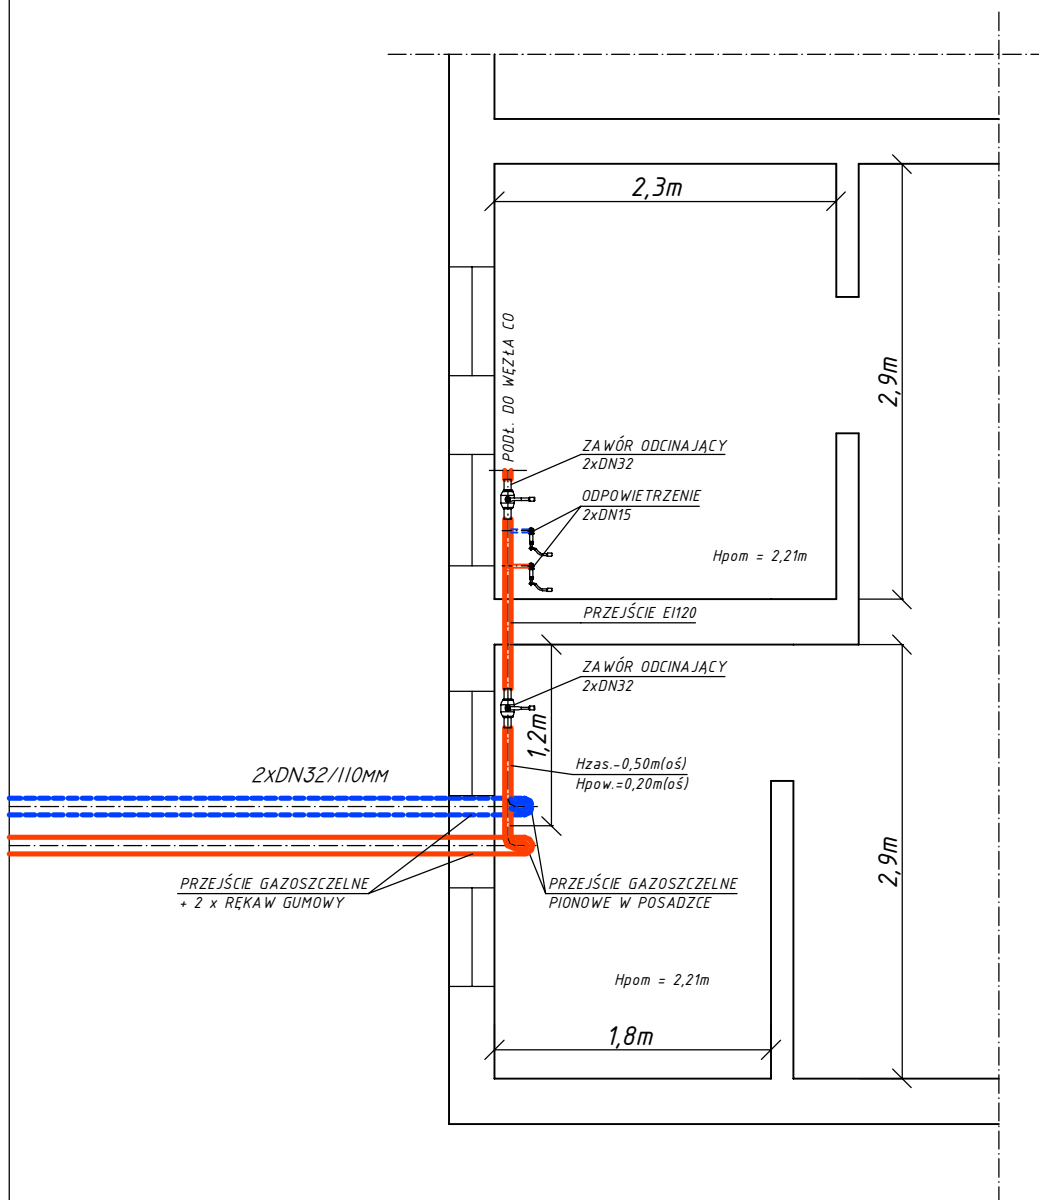 2,3m
PODŁ. DO WĘZŁA CO
2,9m
ZAWÓR ODCINAJĄCY
2xDN32
ODPOWIETRZENIE
2xDN15
Hpom = 2,21m
PRZEJŚCIE EI120
ZAWÓR ODCINAJĄCY
2xDN32
1,2m
Hzas.-0,50m(oś)
Hpow.=0,20m(oś)
2xDN32/110мм
2,9m
PRZEJŚCIE GAZOSZCZELNE
+ 2 x RĘKAW GUMOWY
PRZEJŚCIE GAZOSZCZELNE
PIONOWE W POSADZCE
Hpom = 2,21m
1,8m